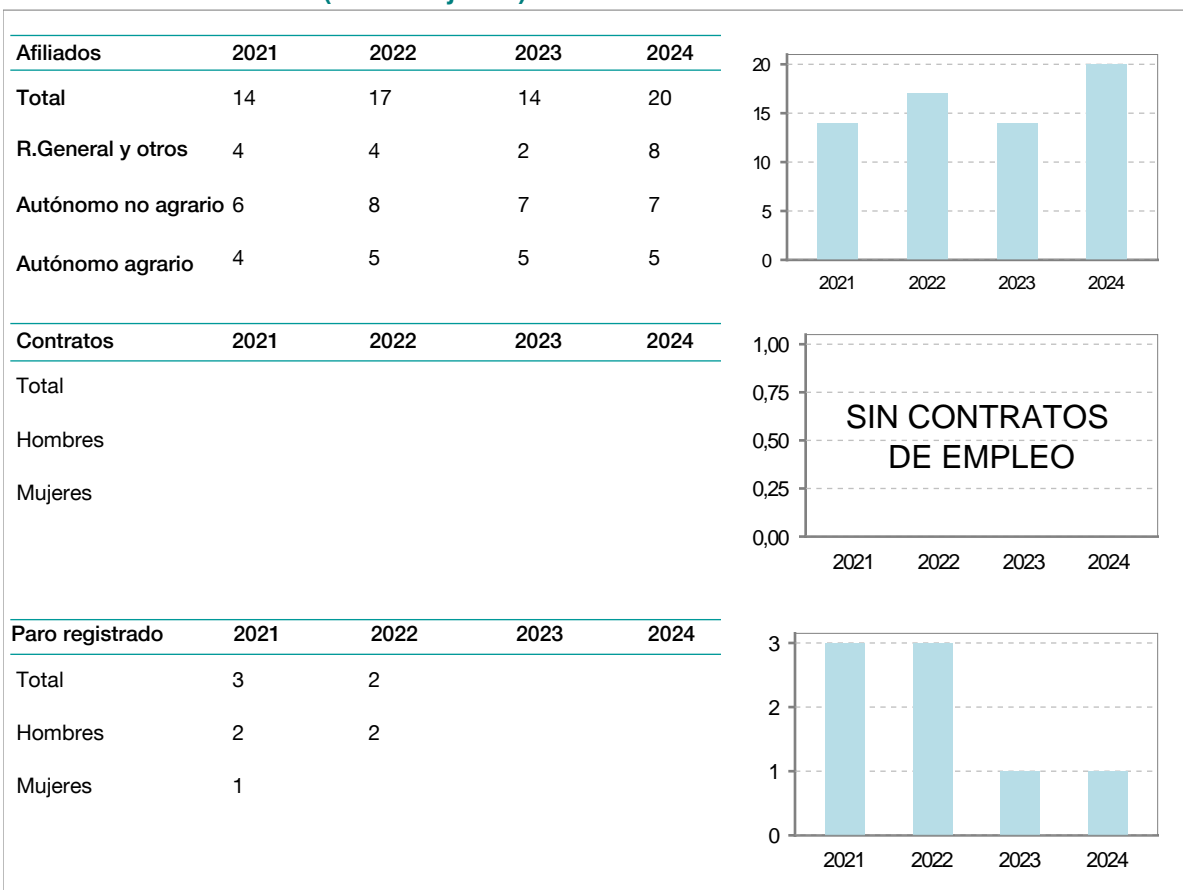 Afiliados 2021 2022 2023 2024
Total 14 17 14 20
R.General y otros 4 4 2 8
Autónomo no agrario 6 8 7 7
Autónomo agrario 4 5 5 5
20
15
10
5
0
2021 2022 2023 2024
Contratos 2021 2022 2023 2024
Total
Hombres
Mujeres
1,00
0,75
0,50
0,25
0,00
SIN CONTRATOS
DE EMPLEO
2021 2022 2023 2024
Paro registrado 2021 2022 2023 2024
Total 3 2
Hombres 2 2
Mujeres 1
3
2
1
0
2021 2022 2023 2024